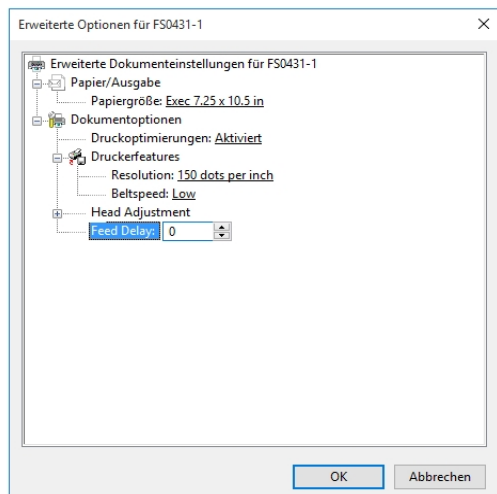 Erweiterte Optionen für FS0431-1
Erweiterte Dokumenteinstellungen für FS0431-1
Papier/Ausgabe
Papiergröße: Exec 7.25 x 10.5 in
Dokumentoptionen
Druckoptimierungen: Aktiviert
Druckerfeatures
Resolution: 150 dots per inch
Beltspeed: Low
Head Adjustment
Feed Delay: 0
OK Abbrechen